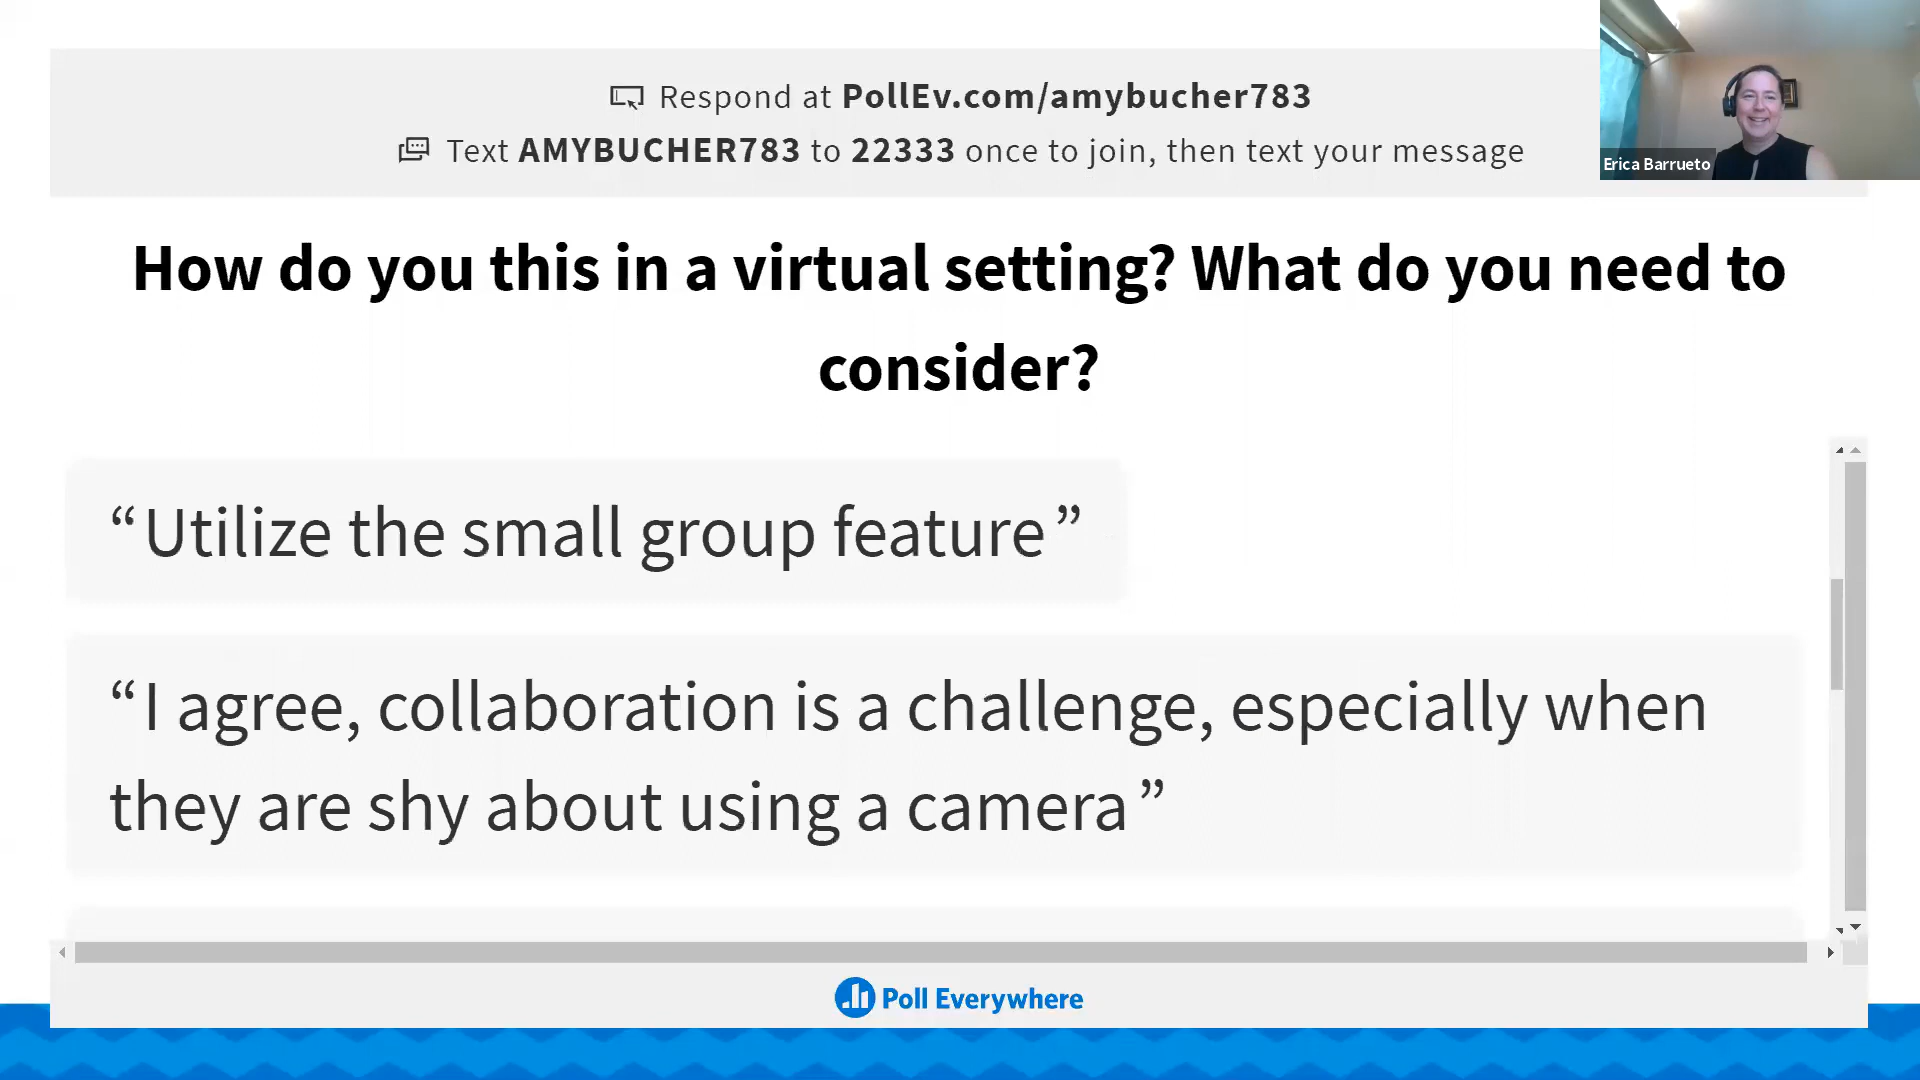 Respond at PollEv.com/amybucher783
Text AMYBUCHER783 to 22333 once to join, then text your message
Erica Barrueto
How do you this in a virtual setting? What do you need to
consider?
“Utilize the small group feature”
“I agree, collaboration is a challenge, especially when
they are shy about using a camera”
Poll Everywhere